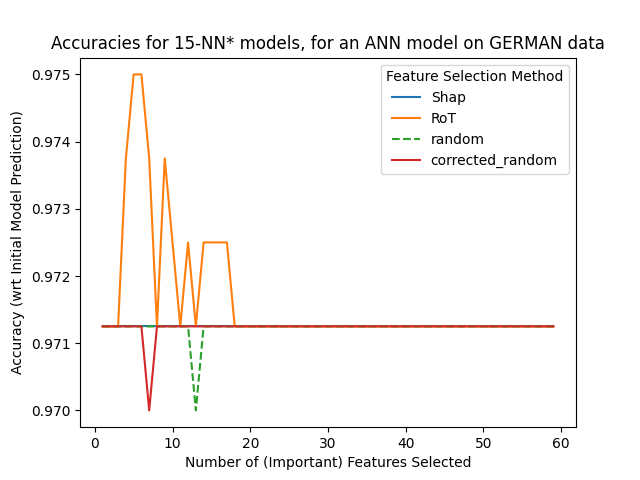 Accuracies for 15-NN* models, for an ANN model on GERMAN data
Feature Selection Method
Shap
RoT
random
corrected_random
Accuracy (wrt Initial Model Prediction)
0.975
0.974
0.973
0.972
0.971
0.970
0
10
20
30
40
50
60
Number of (Important) Features Selected